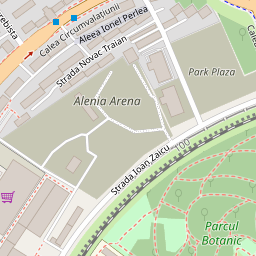 Calea Circumvalațiunii
Aleea Ionel Perlea
Strada Novac Traian
Park Plaza
Alenia Arena
100
Strada Ioan Zaicu
Parcul
Botanic